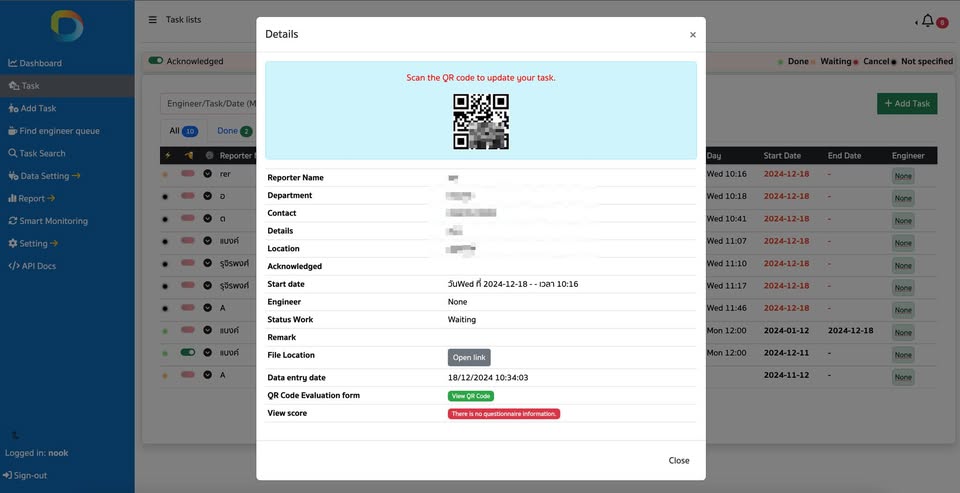 Task lists
6
Dashboard
Task
Add Task
Find engineer queue
Task Search
Data Setting
Report
Smart Monitoring
Setting
API Docs
Logged in: nook
Sign-out
Acknowledged
Done Waiting Cancel Not specified
Engineer/Task/Date (M
+ Add Task
All 10 Done 2
Reporter Day Start Date End Date Engineer
rer Wed 10:16 2024-12-18 - None
อ Wed 10:18 2024-12-18 - None
ต Wed 10:41 2024-12-18 - None
แบงค์ Wed 11:07 2024-12-18 - None
รุจิรพงศ์ Wed 11:10 2024-12-18 - None
รุจิรพงศ์ Wed 11:17 2024-12-18 - None
A Wed 11:46 2024-12-18 - None
แบงค์ Mon 12:00 2024-01-12 2024-12-18 None
แบงค์ Mon 12:00 2024-12-11 - None
A 2024-11-12 - None
Details
×
Scan the QR code to update your task.
Reporter Name
Department
Contact
Details
Location
Acknowledged
Start date วันWed ที่ 2024-12-18 - - เวลา 10:16
Engineer None
Status Work Waiting
Remark
File Location Open link
Data entry date 18/12/2024 10:34:03
QR Code Evaluation form View QR Code
View score There is no questionnaire information.
Close